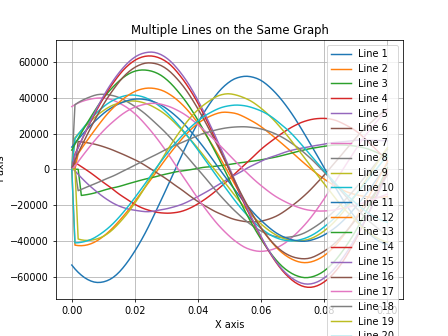 Multiple Lines on the Same Graph
60000
40000
20000
0
−20000
−40000
−60000
0.00
0.02
0.04
0.06
X axis
axis
Line 1
Line 2
Line 3
Line 4
Line 5
Line 6
Line 8
Line 9
Line 10
Line 11
Line 12
Line 13
Line 14
Line 15
Line 16
Line 17
Line 18
Line 19
Line 20